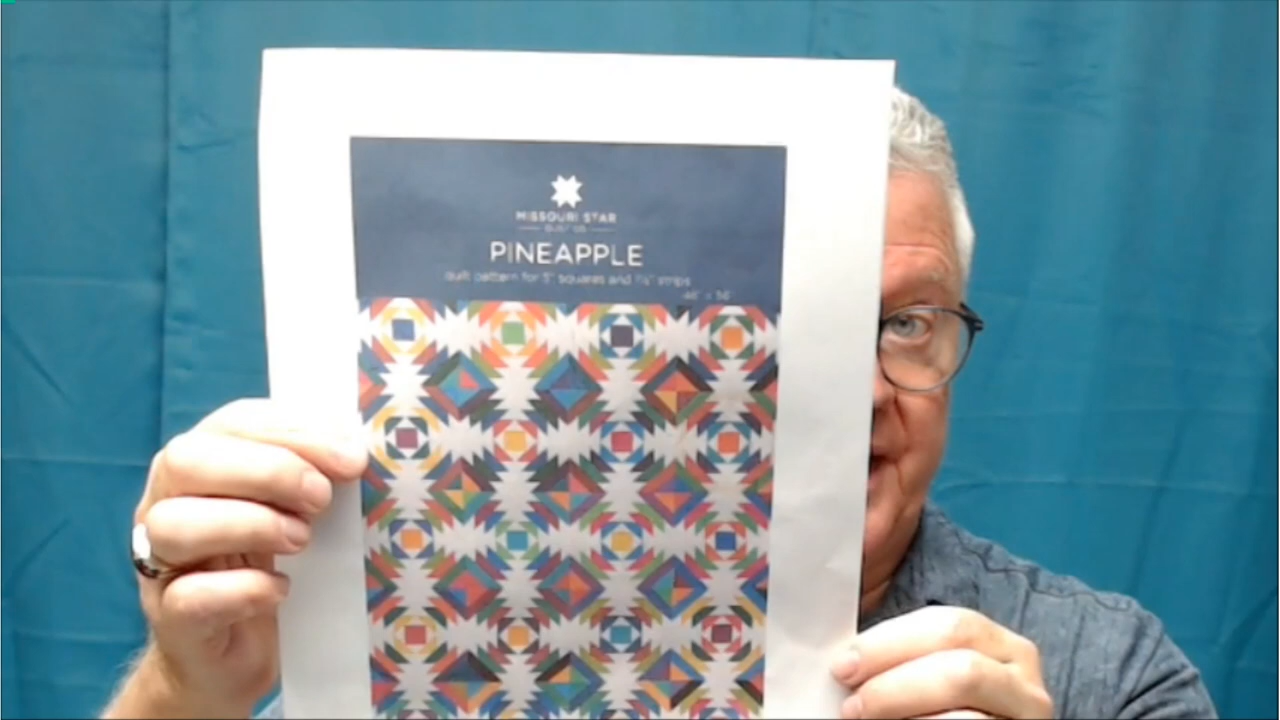 MISSOURI STAR
QUILT CO
PINEAPPLE
quilt pattern for 5" squares and 1½" strips